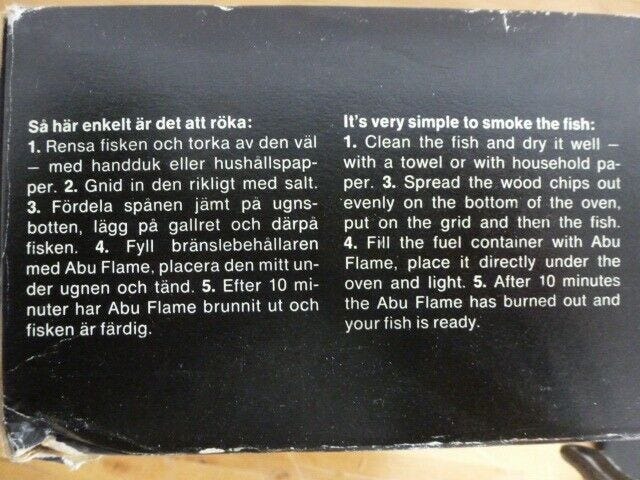 Så här enkelt är det att röka:
1. Rensa fisken och torka av den väl
– med handduk eller hushållspap-
per. 2. Gnid in den rikligt med salt.
3. Fördela spånen jämt på ugns-
botten, lägg på gallret och därpå
fisken. 4. Fyll bränslebehållaren
med Abu Flame, placera den mitt un-
der ugnen och tänd. 5. Efter 10 mi-
nuter har Abu Flame brunnit ut och
fisken är färdig.
It's very simple to smoke the fish:
1. Clean the fish and dry it well –
with a towel or with household pa-
per. 3. Spread the wood chips out
evenly on the bottom of the oven,
put on the grid and then the fish.
4. Fill the fuel container with Abu
Flame, place it directly under the
oven and light. 5. After 10 minutes
the Abu Flame has burned out and
your fish is ready.